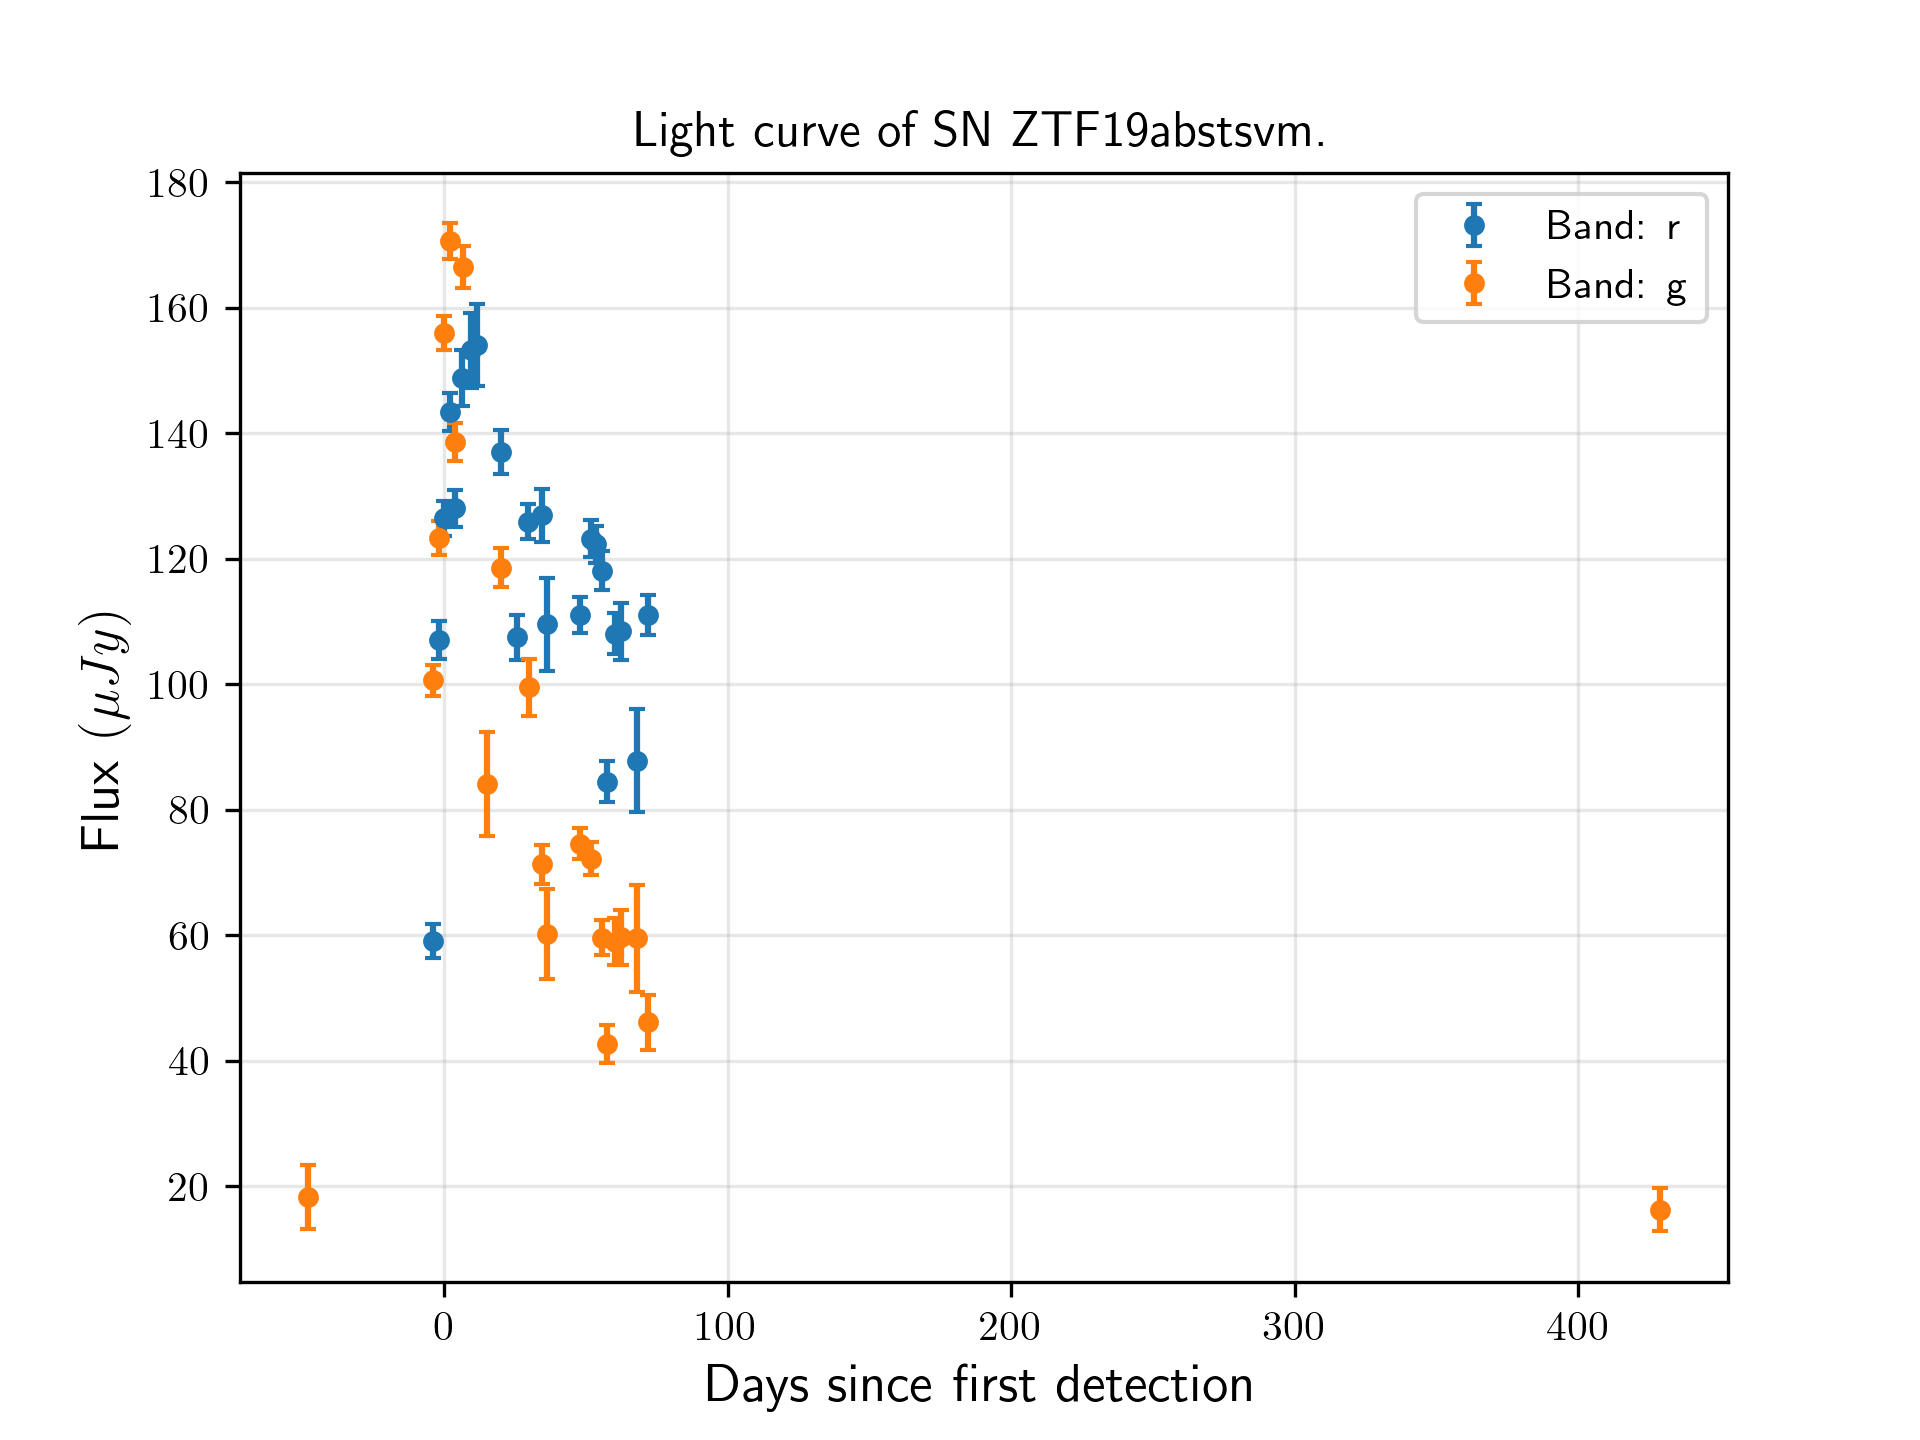 Light curve of SN ZTF19abstsvm.
180
160
140
120
100
80
60
40
20
Flux (μJy)
Band: r
Band: g
0 100 200 300 400
Days since first detection